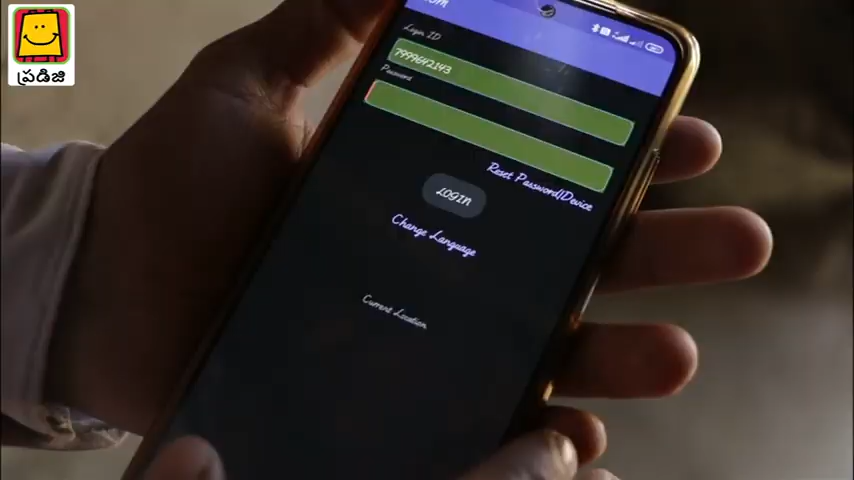 ప్రడిజి
Login ID
7999642143
Password
Reset Password/Device
LOGIN
Change Language
Current Location